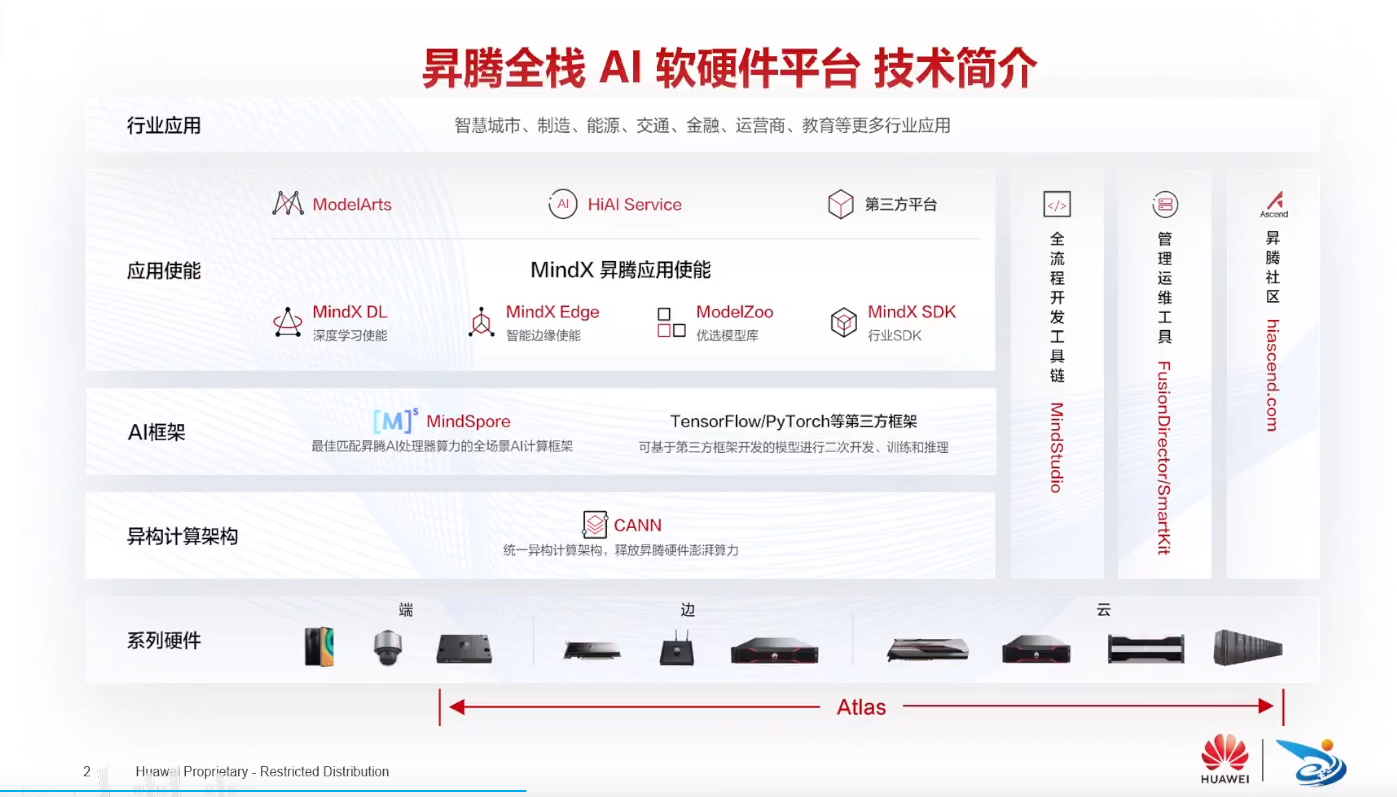 昇腾全栈 AI 软硬件平台 技术简介
行业应用
智慧城市、制造、能源、交通、金融、运营商、教育等更多行业应用
应用使能
ModelArts
AI
HiAI Service
第三方平台
MindX 昇腾应用使能
MindX DL
深度学习使能
MindX Edge
智能边缘使能
ModelZoo
优选模型库
MindX SDK
行业SDK
AI框架
[M]s
MindSpore
最佳匹配昇腾AI处理器算力的全场景AI计算框架
TensorFlow/PyTorch等第三方框架
可基于第三方框架开发的模型进行二次开发、训练和推理
异构计算架构
CANN
统一异构计算架构，释放昇腾硬件澎湃算力
</>
全流程开发工具链 MindStudio
管理运维工具 FusionDirector/SmartKit
Ascend
昇腾社区 hiascend.com
系列硬件
端
边
云
Atlas
2
Huawei Proprietary - Restricted Distribution
HUAWEI